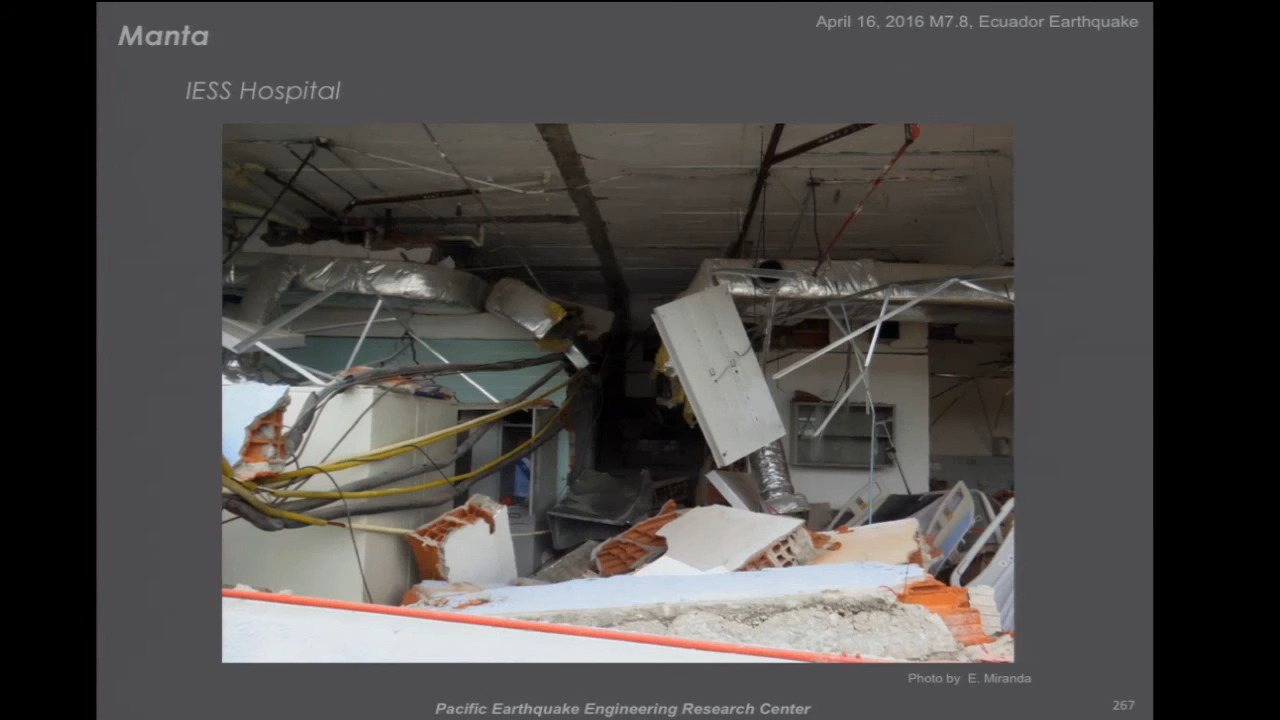 Manta
April 16, 2016 M7.8, Ecuador Earthquake
IESS Hospital
Photo by E. Miranda
Pacific Earthquake Engineering Research Center
267